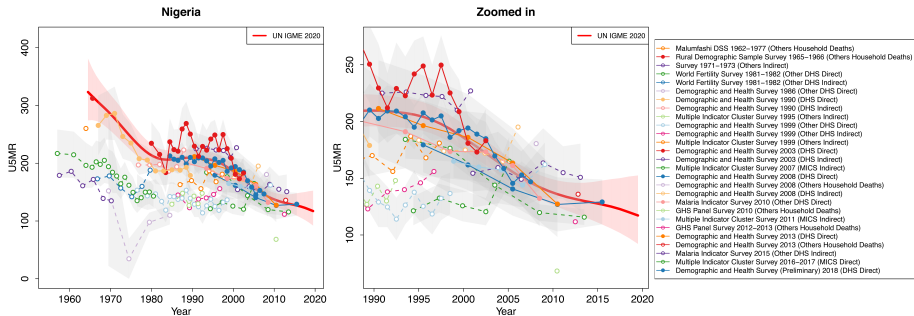 Nigeria
UN IGME 2020
U5MR
400
300
200
100
0
1960 1970 1980 1990 2000 2010 2020
Year
Zoomed in
UN IGME 2020
U5MR
250
200
150
100
1990 1995 2000 2005 2010 2015 2020
Year
Malumfashi DSS 1962−1977 (Others Household Deaths)
Rural Demographic Sample Survey 1965−1966 (Others Household Deaths)
Survey 1971−1973 (Others Indirect)
World Fertility Survey 1981−1982 (Other DHS Direct)
World Fertility Survey 1981−1982 (Other DHS Indirect)
Demographic and Health Survey 1986 (Other DHS Direct)
Demographic and Health Survey 1990 (DHS Direct)
Demographic and Health Survey 1990 (DHS Indirect)
Multiple Indicator Cluster Survey 1995 (Others Indirect)
Demographic and Health Survey 1999 (Other DHS Direct)
Demographic and Health Survey 1999 (Other DHS Indirect)
Multiple Indicator Cluster Survey 1999 (Others Indirect)
Demographic and Health Survey 2003 (DHS Direct)
Demographic and Health Survey 2003 (DHS Indirect)
Multiple Indicator Cluster Survey 2007 (MICS Indirect)
Demographic and Health Survey 2008 (DHS Direct)
Demographic and Health Survey 2008 (Others Household Deaths)
Demographic and Health Survey 2008 (DHS Indirect)
Malaria Indicator Survey 2010 (Other DHS Direct)
GHS Panel Survey 2010 (Others Household Deaths)
Multiple Indicator Cluster Survey 2011 (MICS Indirect)
GHS Panel Survey 2012−2013 (Others Household Deaths)
Demographic and Health Survey 2013 (DHS Direct)
Demographic and Health Survey 2013 (Others Household Deaths)
Malaria Indicator Survey 2015 (Other DHS Indirect)
Multiple Indicator Cluster Survey 2016−2017 (MICS Direct)
Demographic and Health Survey (Preliminary) 2018 (DHS Direct)